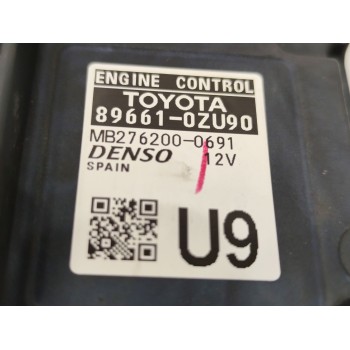 ENGINE CONTROL
TOYOTA
89661-0ZU90
MB276200-0691
DENSO 12V
SPAIN
U9